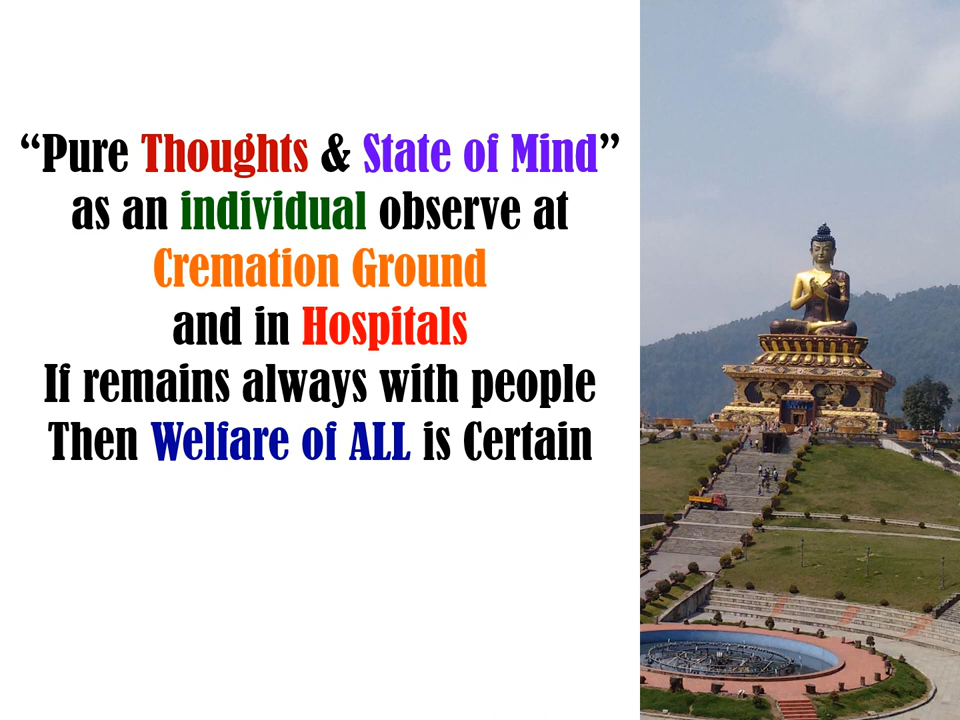 “Pure Thoughts & State of Mind”
as an individual observe at
Cremation Ground
and in Hospitals
If remains always with people
Then Welfare of ALL is Certain